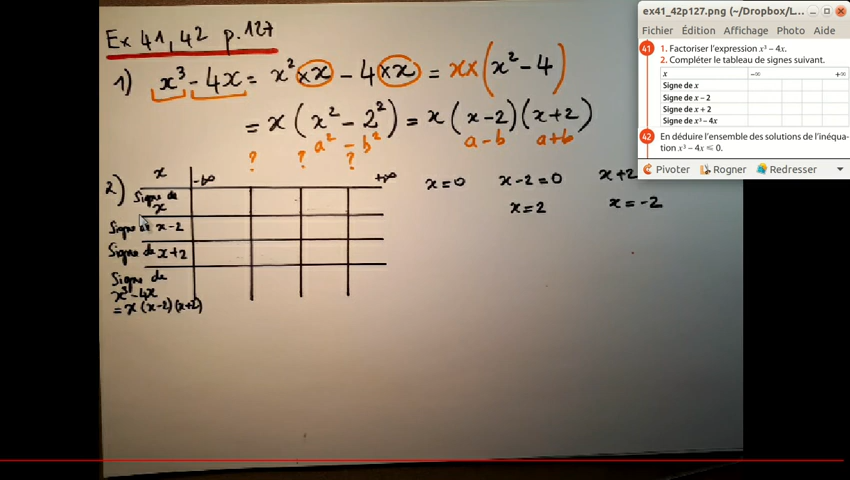 Ex 41, 42 p.127
1) x³ - 4x = x² × x - 4 × x = x × (x² - 4)
= x (x² - 2²) = x (x-2)(x+2)
a² - b² a-b a+b
? ? ?
2) x -∞ +∞
Signe de x
Signe de x-2
Signe de x+2
Signe de x³-4x
= x(x-2)(x+2)
x=0 x-2=0 x+2
x=2 x=-2
ex41_42p127.png (~/Dropbox/L...
Fichier Édition Affichage Photo Aide
41 1. Factoriser l'expression x³ – 4x.
2. Compléter le tableau de signes suivant.
x -∞ +∞
Signe de x
Signe de x – 2
Signe de x + 2
Signe de x³ – 4x
42 En déduire l'ensemble des solutions de l'inéqua-
tion x³ – 4x ⩽ 0.
Pivoter Rogner Redresser